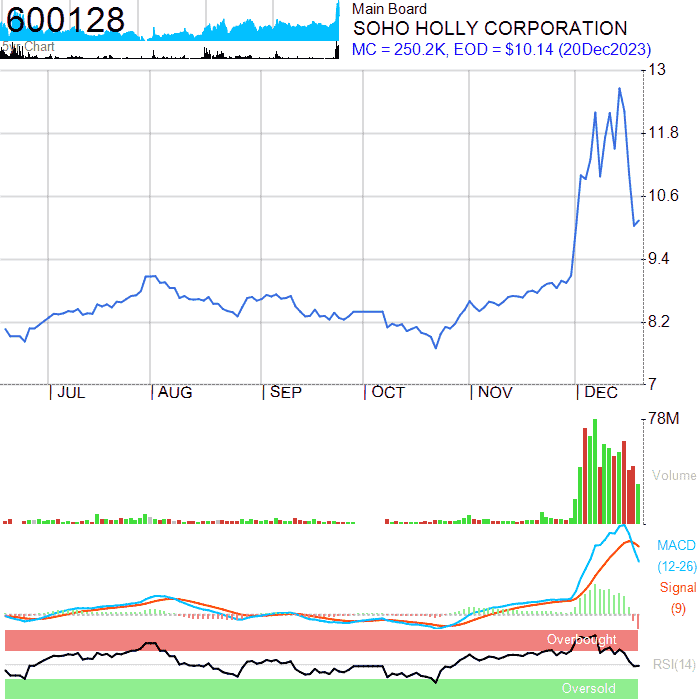 600128
Main Board
SOHO HOLLY CORPORATION
5yr Chart
MC = 250.2K, EOD = $10.14 (20Dec2023)
13
11.8
10.6
9.4
8.2
7
JUL
AUG
SEP
OCT
NOV
DEC
78M
Volume
MACD
(12-26)
Signal
(9)
Overbought
RSI(14)
Oversold